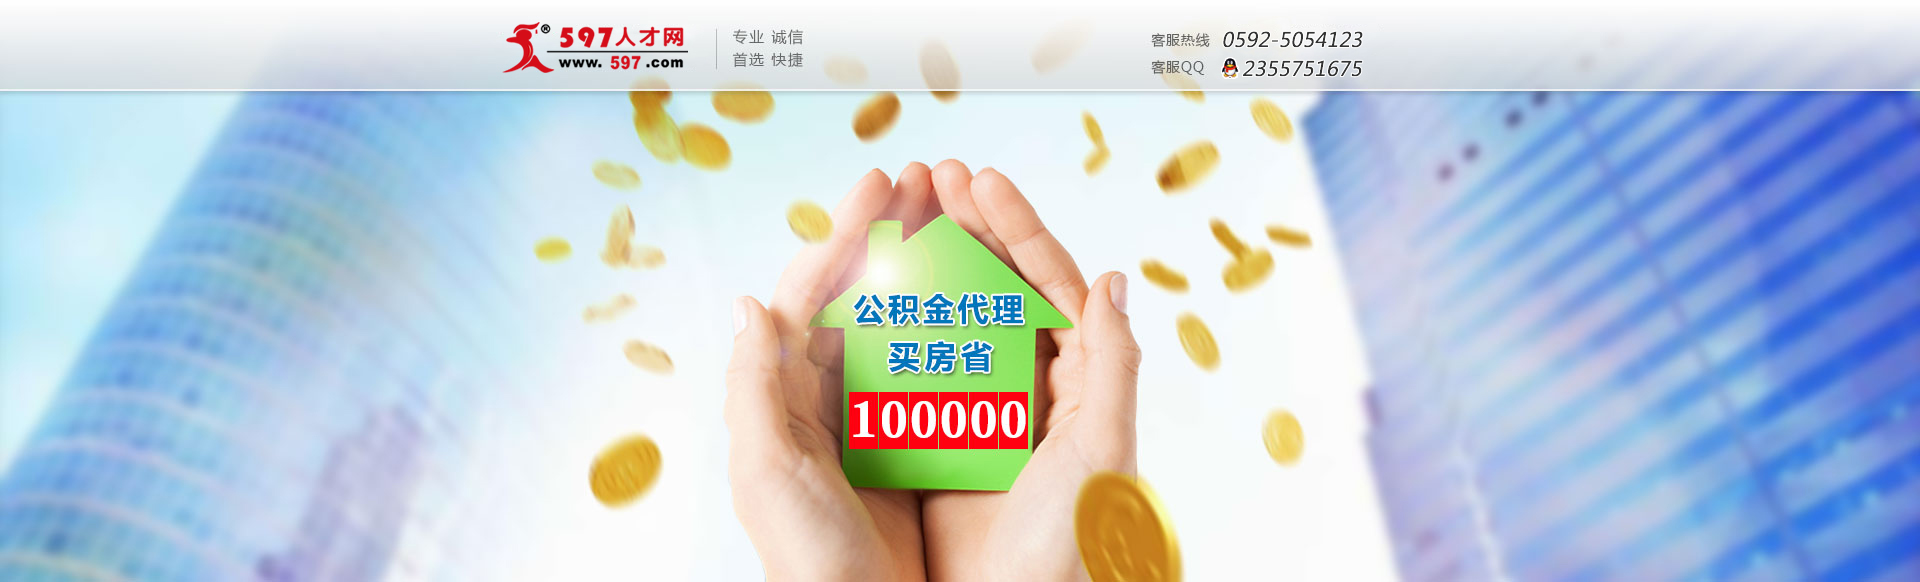 597人才网
www.597.com
专业 诚信
首选 快捷
客服热线 0592-5054123
客服QQ 2355751675
公积金代理
买房省
100000